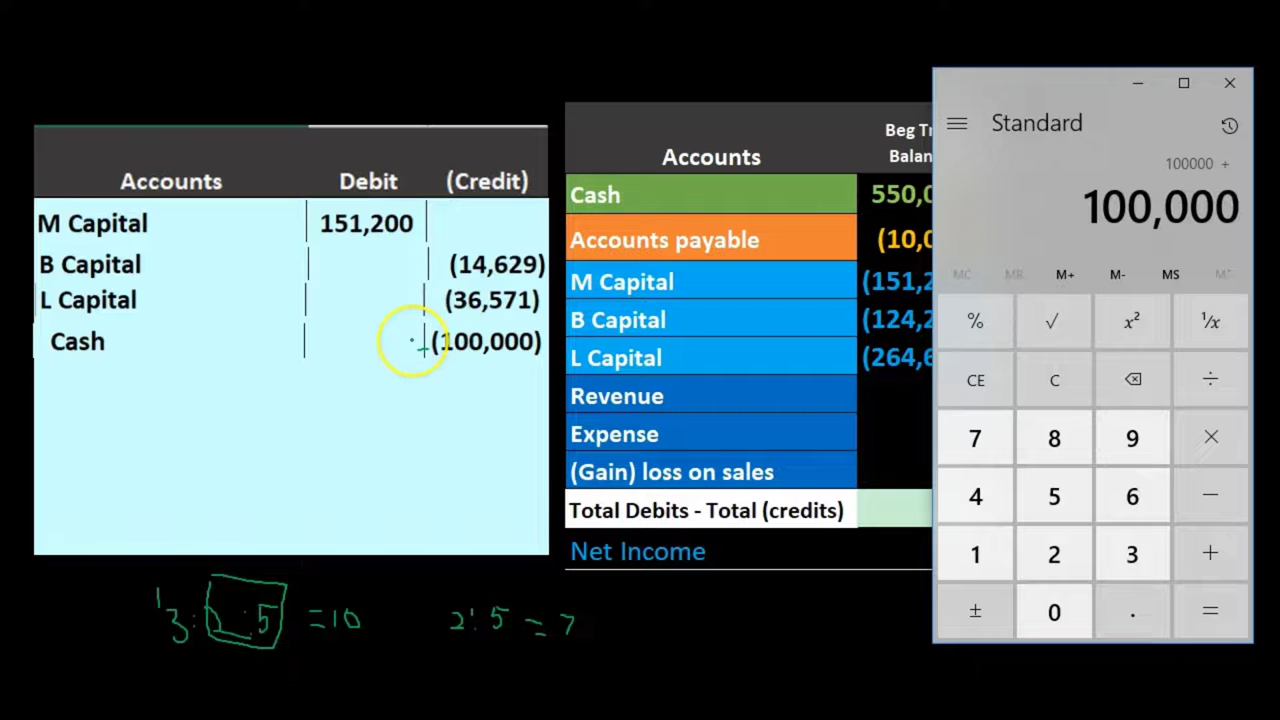 Accounts Debit (Credit)
M Capital 151,200
B Capital (14,629)
L Capital (36,571)
Cash (100,000)
Beg Tr
Accounts Balan
Cash 550,0
Accounts payable (10,0
M Capital (151,2
B Capital (124,2
L Capital (264,6
Revenue
Expense
(Gain) loss on sales
Total Debits - Total (credits)
Net Income
Standard
100000 +
100,000
MC MR M+ M- MS
% √ x² ¹/x
CE C ⌫ ÷
7 8 9 ×
4 5 6 −
1 2 3 +
± 0 . =
3: 2:5 =10 2:5 = 7